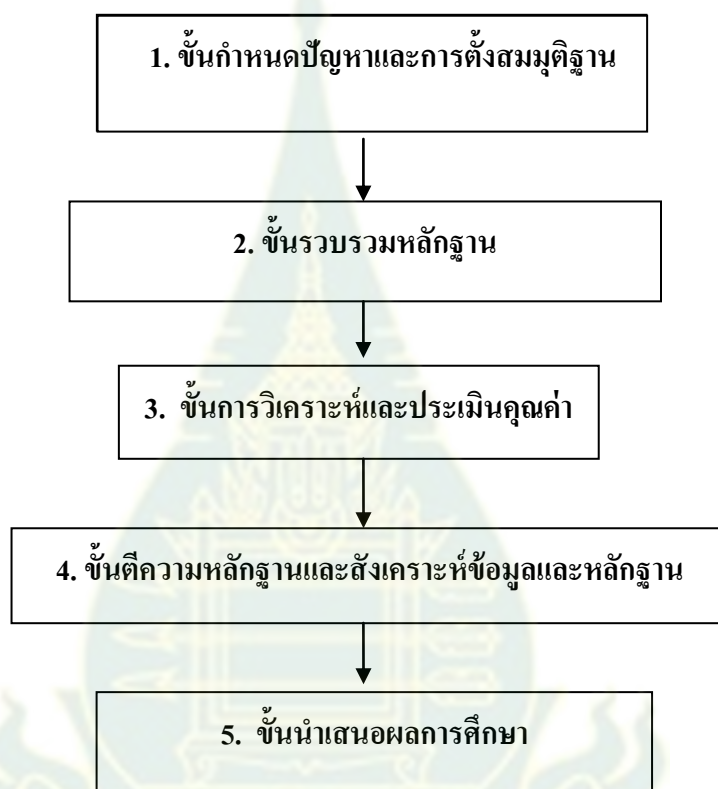 1. ขั้นกำหนดปัญหาและการตั้งสมมุติฐาน
2. ขั้นรวบรวมหลักฐาน
3. ขั้นการวิเคราะห์และประเมินคุณค่า
4. ขั้นตีความหลักฐานและสังเคราะห์ข้อมูลและหลักฐาน
5. ขั้นนำเสนอผลการศึกษา